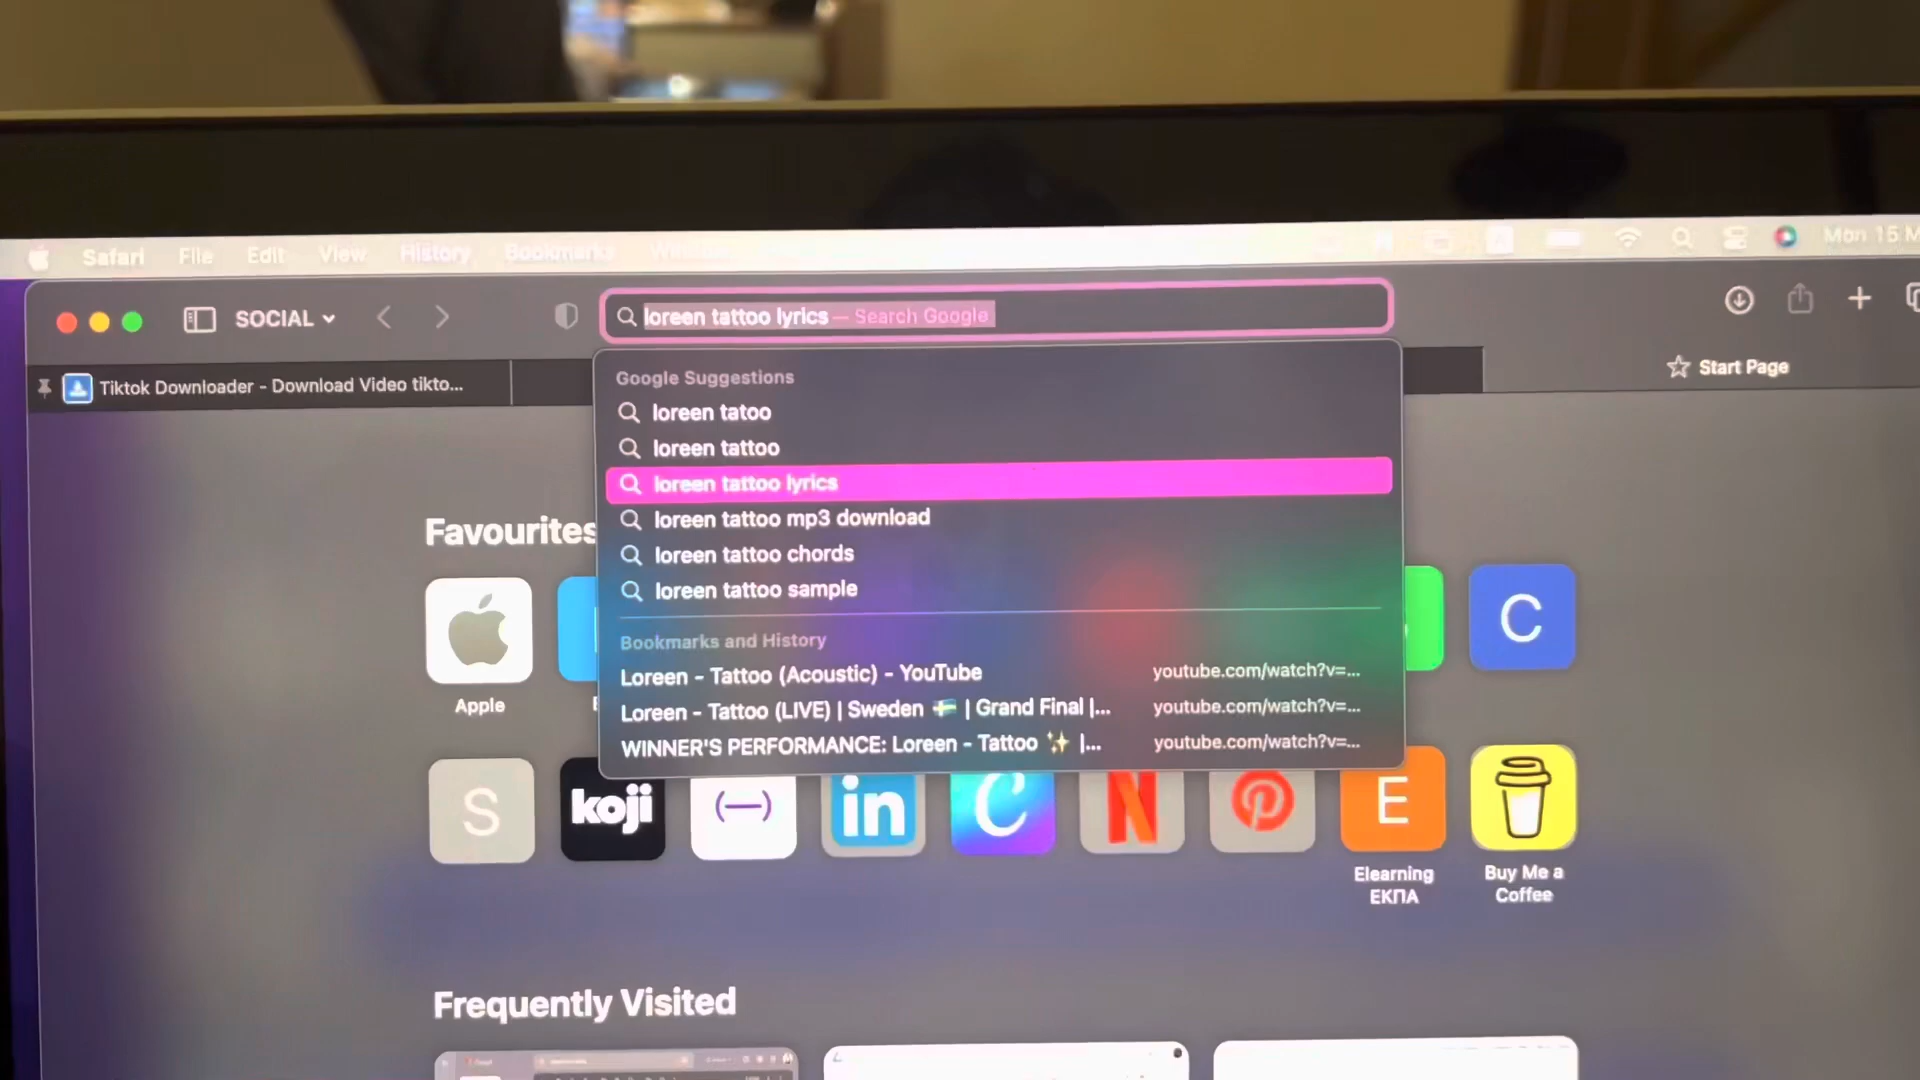 Safari File Edit View History Bookmarks Mon 15
SOCIAL
loreen tattoo lyrics — Search Google
Tiktok Downloader - Download Video tikto...
Start Page
Google Suggestions
loreen tatoo
loreen tattoo
loreen tattoo lyrics
loreen tattoo mp3 download
loreen tattoo chords
loreen tattoo sample
Bookmarks and History
Loreen - Tattoo (Acoustic) - YouTube youtube.com/watch?v=...
Loreen - Tattoo (LIVE) | Sweden 🇸🇪 | Grand Final |... youtube.com/watch?v=...
WINNER'S PERFORMANCE: Loreen - Tattoo ✨ |... youtube.com/watch?v=...
Favourites
C
Apple
S
koji
in
C
N
E
Elearning
ΕΚΠΑ
Buy Me a
Coffee
Frequently Visited